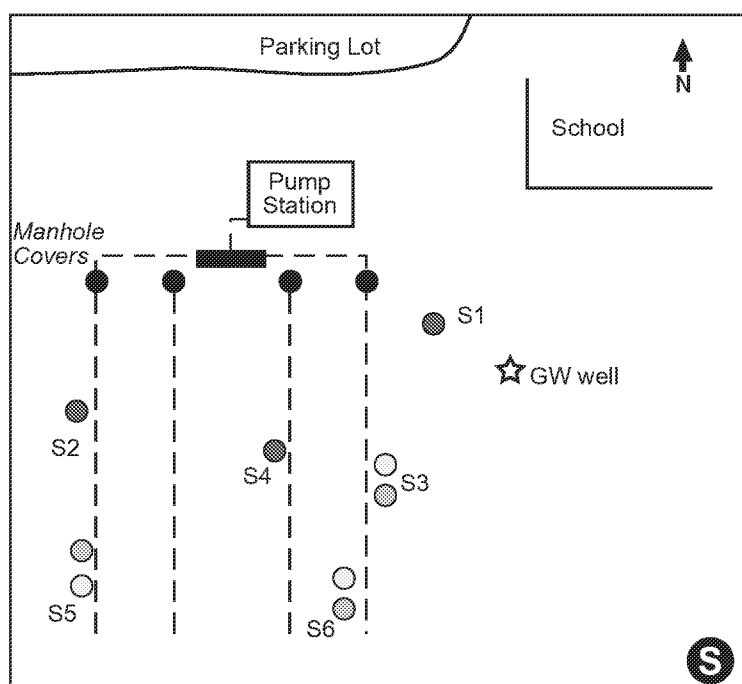 Parking Lot
N
School
Pump
Station
Manhole
Covers
S1
GW well
S2
S4
S3
S5
S6
S